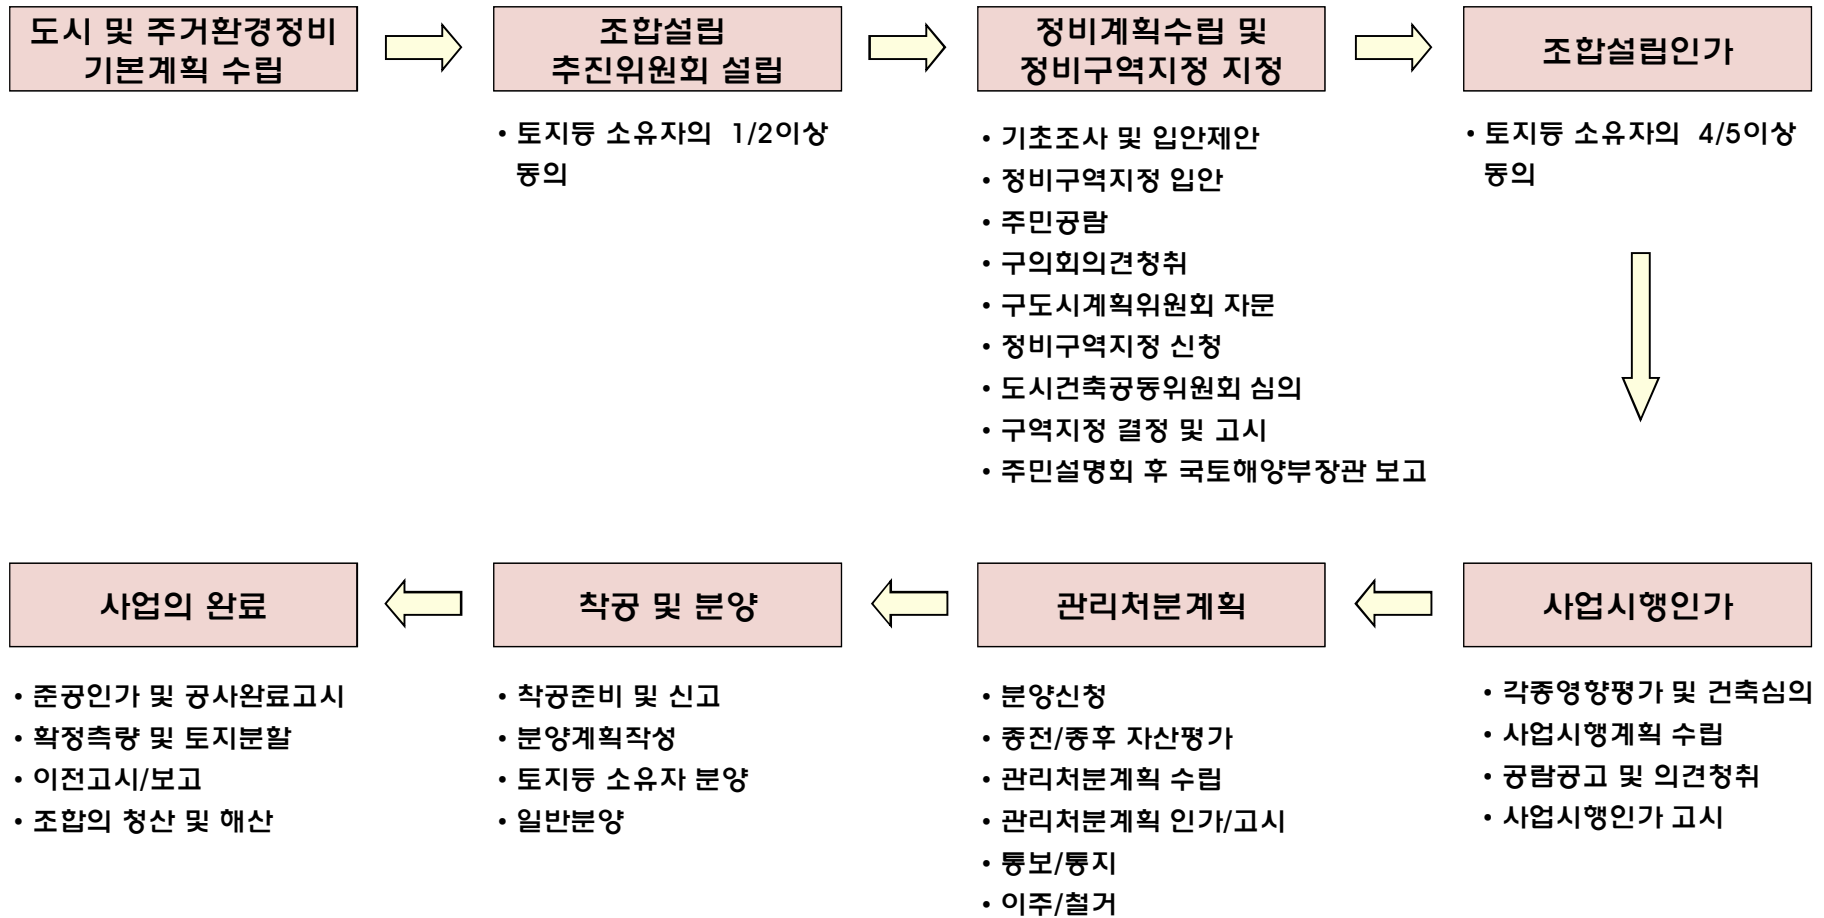 도시 및 주거환경정비
기본계획 수립
조합설립
추진위원회 설립
• 토지등 소유자의 1/2이상
동의
정비계획수립 및
정비구역지정 지정
• 기초조사 및 입안제안
• 정비구역지정 입안
• 주민공람
• 구의회의견청취
• 구도시계획위원회 자문
• 정비구역지정 신청
• 도시건축공동위원회 심의
• 구역지정 결정 및 고시
• 주민설명회 후 국토해양부장관 보고
조합설립인가
• 토지등 소유자의 4/5이상
동의
사업시행인가
• 각종영향평가 및 건축심의
• 사업시행계획 수립
• 공람공고 및 의견청취
• 사업시행인가 고시
관리처분계획
• 분양신청
• 종전/종후 자산평가
• 관리처분계획 수립
• 관리처분계획 인가/고시
• 통보/통지
• 이주/철거
착공 및 분양
• 착공준비 및 신고
• 분양계획작성
• 토지등 소유자 분양
• 일반분양
사업의 완료
• 준공인가 및 공사완료고시
• 확정측량 및 토지분할
• 이전고시/보고
• 조합의 청산 및 해산